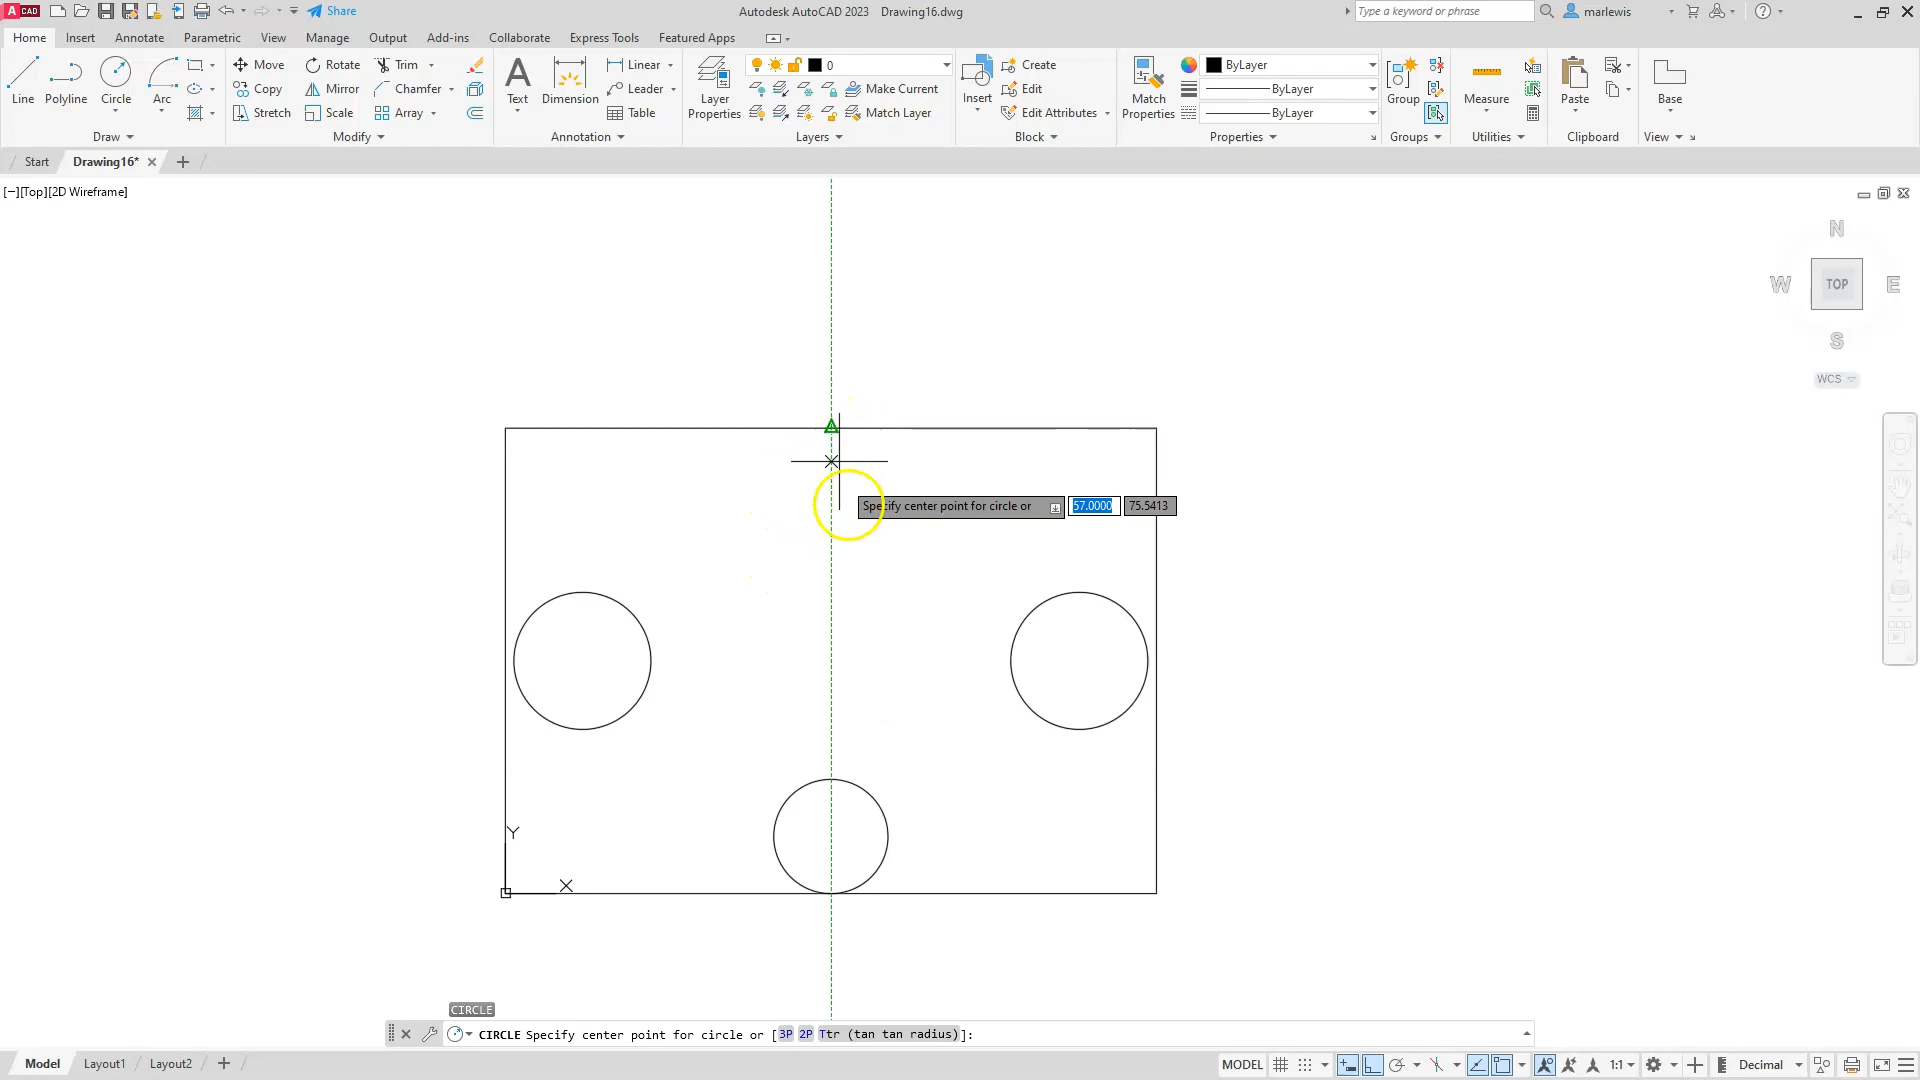 A CAD Share Autodesk AutoCAD 2023 Drawing16.dwg Type a keyword or phrase marlewis
Home Insert Annotate Parametric View Manage Output Add-ins Collaborate Express Tools Featured Apps
Move Rotate Trim Linear 0 Create ByLayer
Line Polyline Circle Arc Copy Mirror Chamfer Text Dimension Leader Layer Properties Make Current Insert Edit Match Properties ByLayer Group Measure Paste Base
Stretch Scale Array Table Match Layer Edit Attributes ByLayer
Draw Modify Annotation Layers Block Properties Groups Utilities Clipboard View
Start Drawing16*
[−][Top][2D Wireframe]
N
W TOP E
S
WCS
Specify center point for circle or 57.0000 75.5413
Y
X
CIRCLE
CIRCLE Specify center point for circle or [3P 2P Ttr (tan tan radius)]:
Model Layout1 Layout2 MODEL 1:1 Decimal